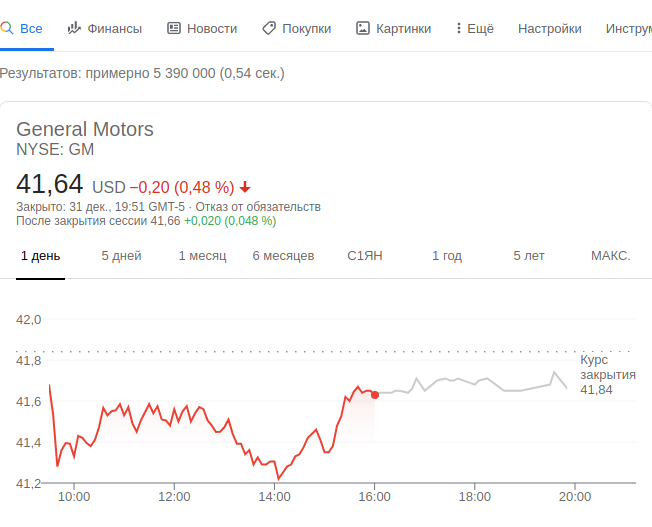 Все Финансы Новости Покупки Картинки Ещё Настройки Инструм
Результатов: примерно 5 390 000 (0,54 сек.)
General Motors
NYSE: GM
41,64 USD −0,20 (0,48 %)
Закрыто: 31 дек., 19:51 GMT-5 · Отказ от обязательств
После закрытия сессии 41,66 +0,020 (0,048 %)
1 день 5 дней 1 месяц 6 месяцев С1ЯН 1 год 5 лет МАКС.
42,0
41,8
41,6
41,4
41,2
Курс
закрытия
41,84
10:00 12:00 14:00 16:00 18:00 20:00